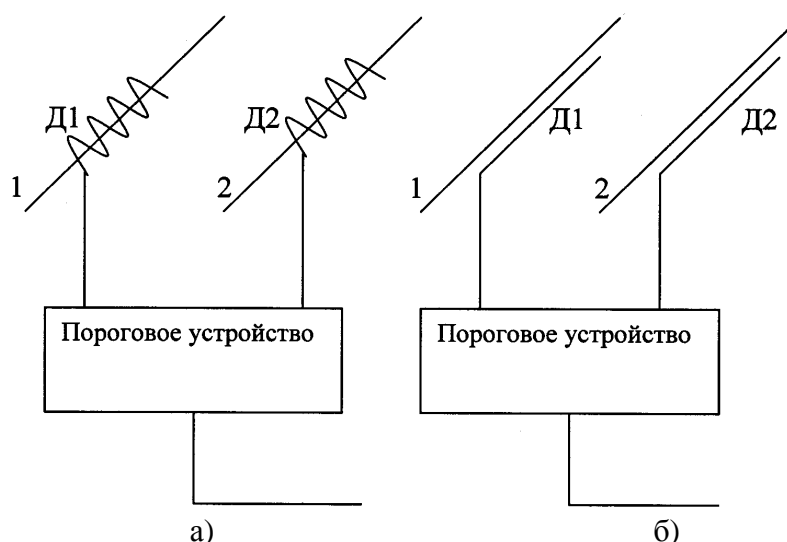 Д1
Д2
1
2
Пороговое устройство
а)
Д1
Д2
1
2
Пороговое устройство
б)